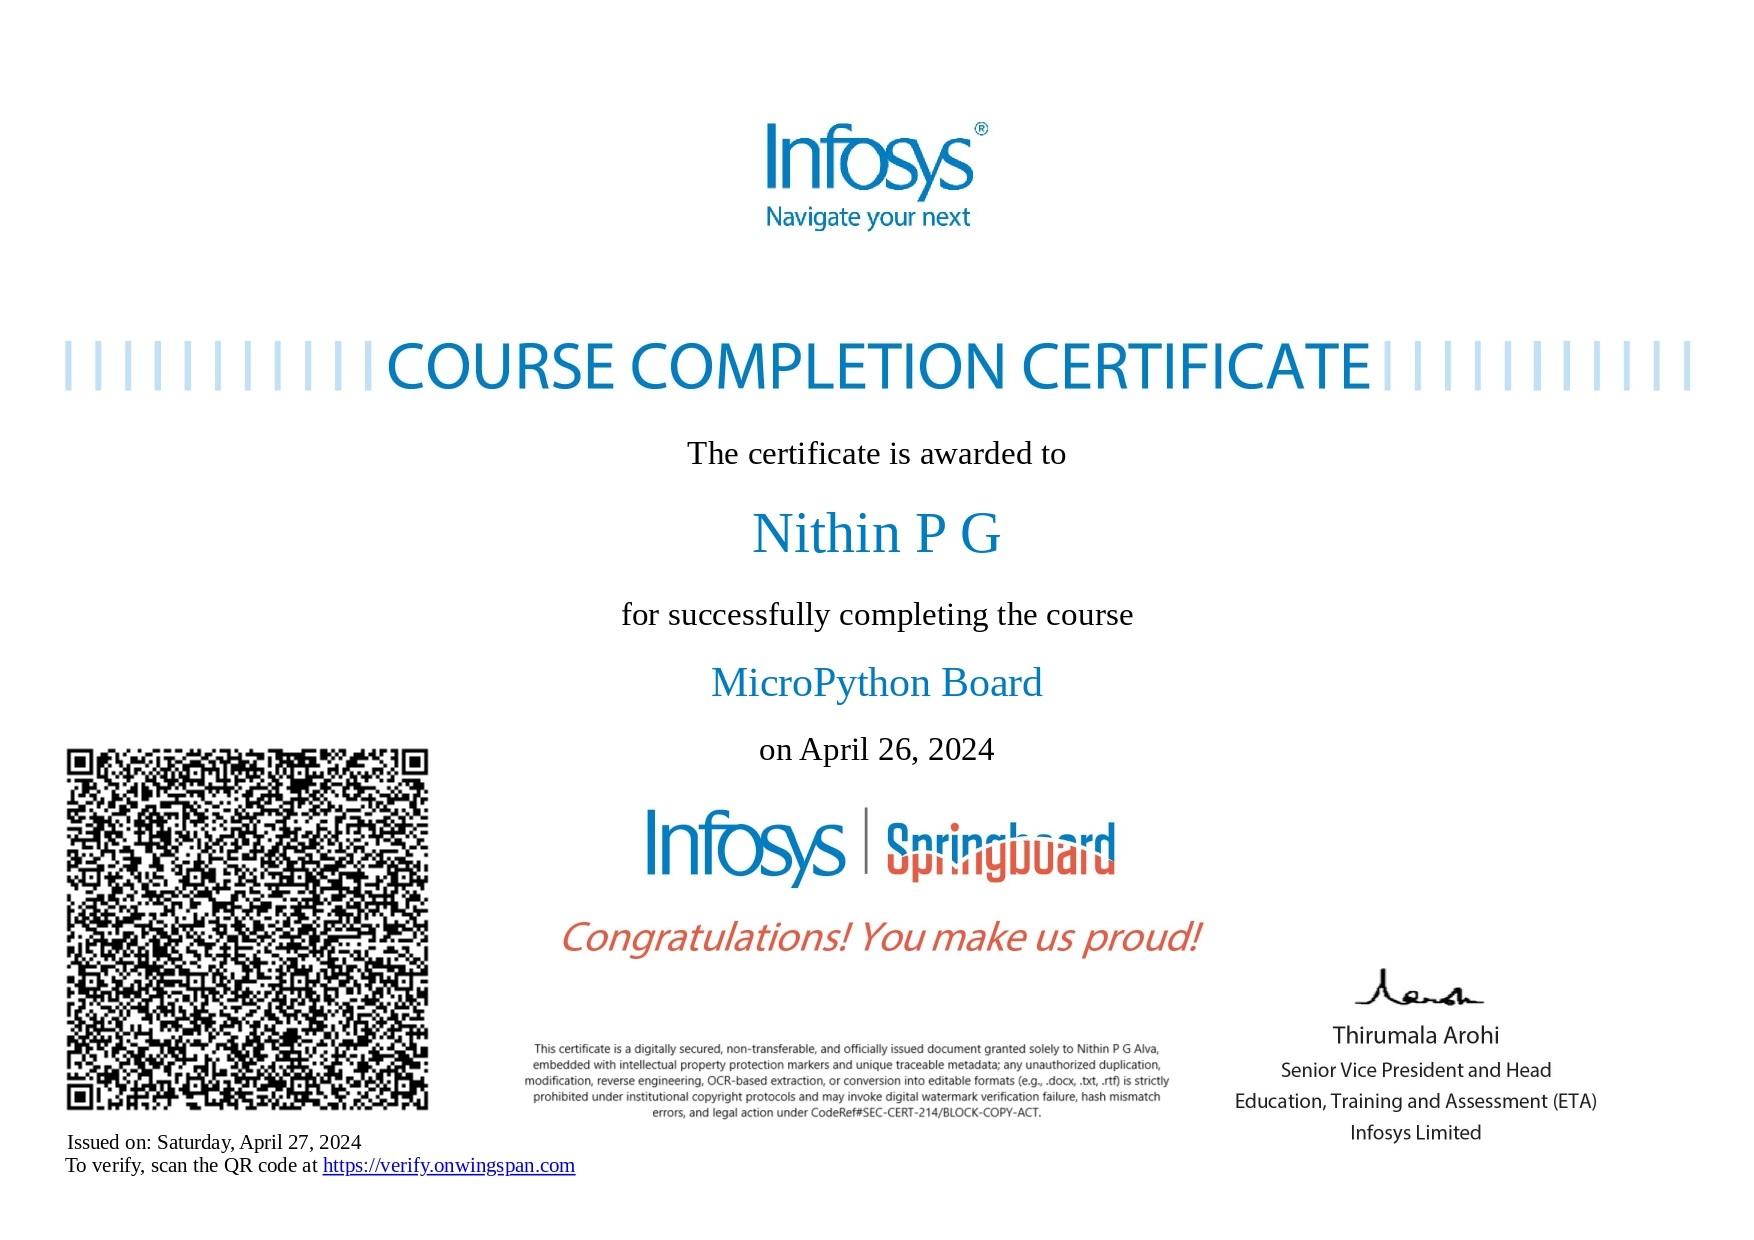 Infosys®
Navigate your next
COURSE COMPLETION CERTIFICATE
The certificate is awarded to
Nithin P G
for successfully completing the course
MicroPython Board
on April 26, 2024
Infosys | Springboard
Congratulations! You make us proud!
This certificate is a digitally secured, non-transferable, and officially issued document granted solely to Nithin P G Alva,
embedded with intellectual property protection markers and unique traceable metadata; any unauthorized duplication,
modification, reverse engineering, OCR-based extraction, or conversion into editable formats (e.g., .docx, .txt, .rtf) is strictly
prohibited under institutional copyright protocols and may invoke digital watermark verification failure, hash mismatch
errors, and legal action under CodeRef#SEC-CERT-214/BLOCK-COPY-ACT.
Thirumala Arohi
Senior Vice President and Head
Education, Training and Assessment (ETA)
Infosys Limited
Issued on: Saturday, April 27, 2024
To verify, scan the QR code at https://verify.onwingspan.com